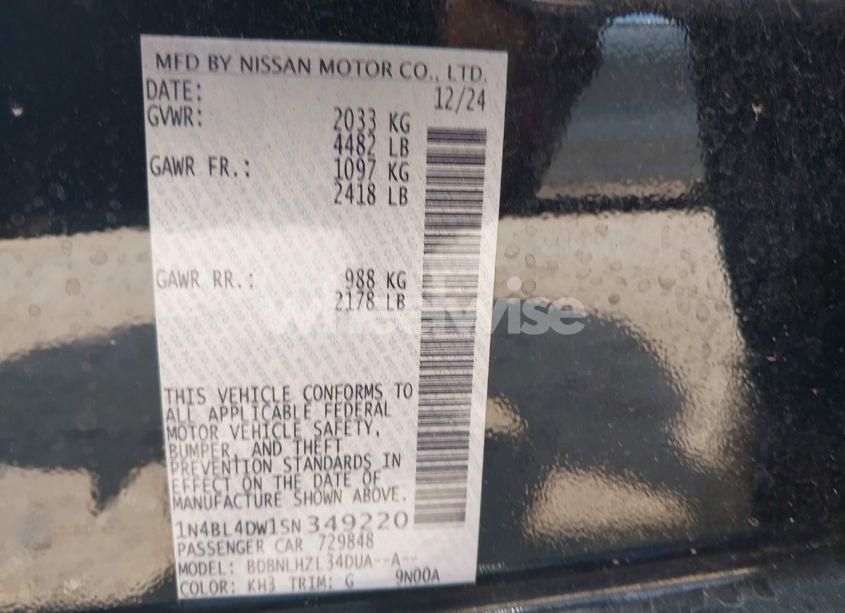 MFD BY NISSAN MOTOR CO., LTD.
DATE: 12/24
GVWR: 2033 KG
4482 LB
GAWR FR.: 1097 KG
2418 LB
GAWR RR.: 988 KG
2178 LB
wheelwise
THIS VEHICLE CONFORMS TO
ALL APPLICABLE FEDERAL
MOTOR VEHICLE SAFETY,
BUMPER, AND THEFT
PREVENTION STANDARDS IN
EFFECT ON THE DATE OF
MANUFACTURE SHOWN ABOVE.
1N4BL4DW1SN349220
PASSENGER CAR 729848
MODEL: BDBNLHZL34DUA--A--
COLOR: KH3 TRIM: G 9N00A